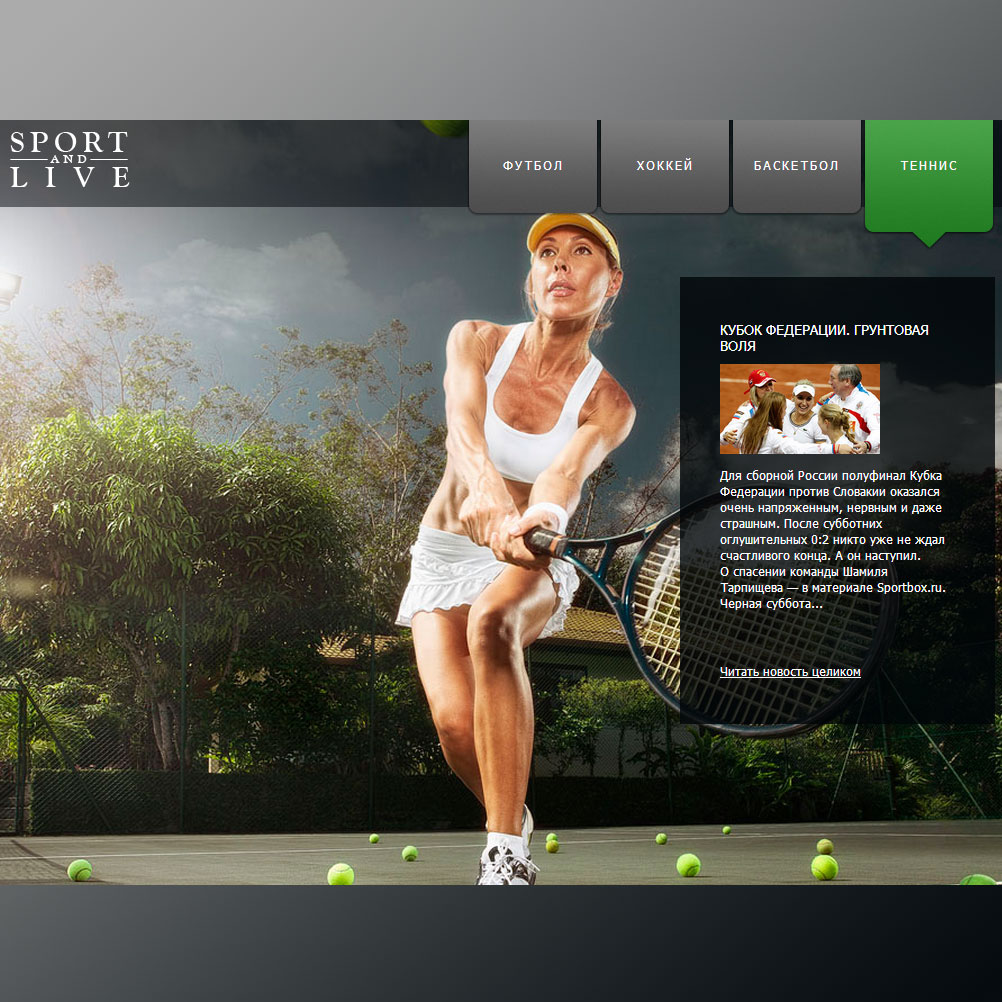 SPORT
AND
LIVE
ФУТБОЛ
ХОККЕЙ
БАСКЕТБОЛ
ТЕННИС
КУБОК ФЕДЕРАЦИИ. ГРУНТОВАЯ
ВОЛЯ
Для сборной России полуфинал Кубка
Федерации против Словакии оказался
очень напряженным, нервным и даже
страшным. После субботних
оглушительных 0:2 никто уже не ждал
счастливого конца. А он наступил.
О спасении команды Шамиля
Тарпищева — в материале Sportbox.ru.
Черная суббота...
Читать новость целиком